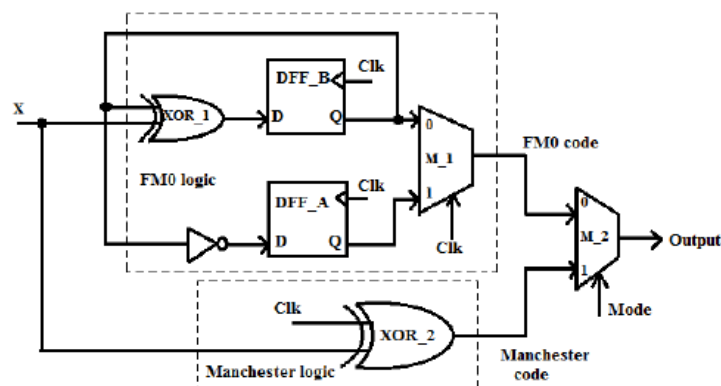 DFF_B
Clk
X
XOR_1
D
Q
0
M_1
1
FM0 logic
FM0 code
DFF_A
Clk
D
Q
Clk
0
M_2
1
Output
Mode
Clk
XOR_2
Manchester logic
Manchester
code